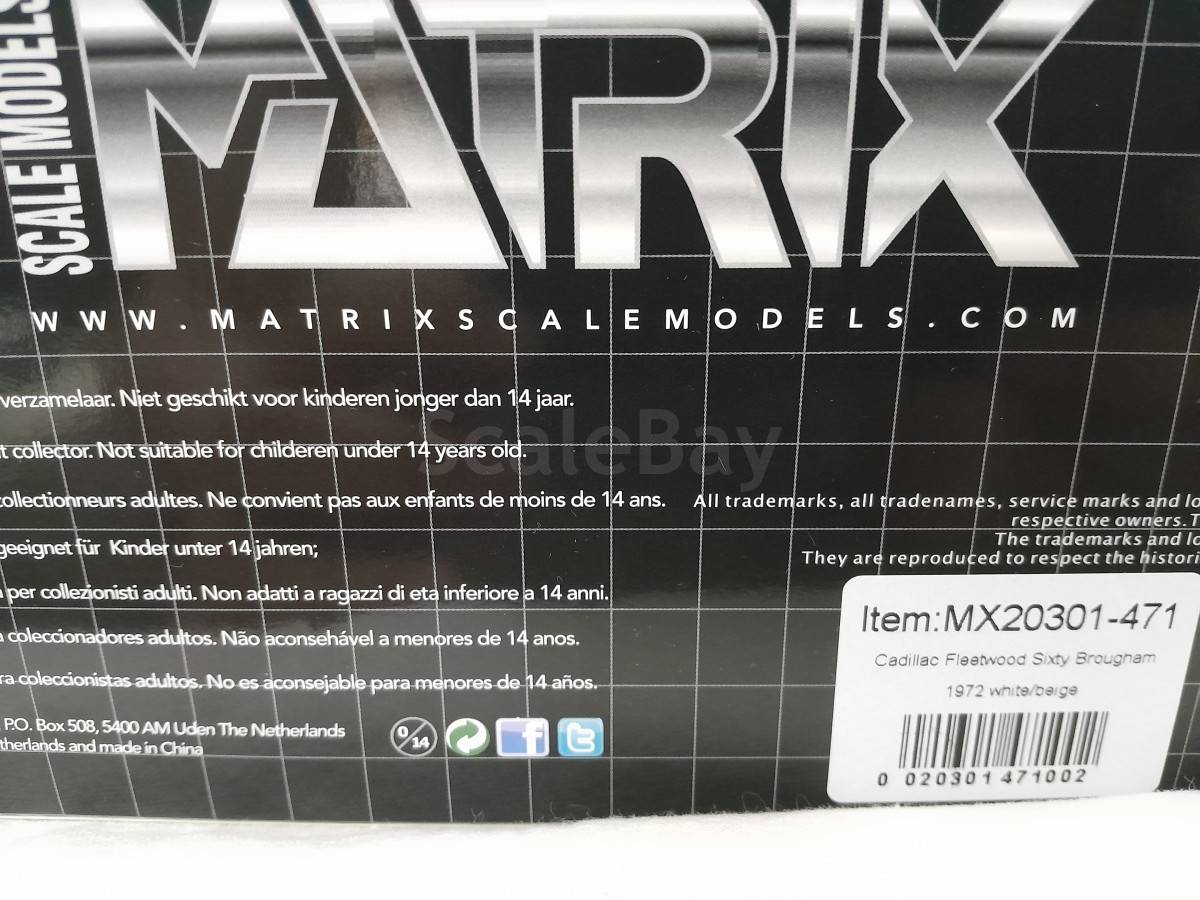 SCALE MODELS
MATRIX
WWW.MATRIXSCALEMODELS.COM
verzamelaar. Niet geschikt voor kinderen jonger dan 14 jaar.
t collector. Not suitable for childeren under 14 years old.
collectionneurs adultes. Ne convient pas aux enfants de moins de 14 ans.
geeignet für Kinder unter 14 jahren;
per collezionisti adulti. Non adatti a ragazzi di eta inferiore a 14 anni.
coleccionadores adultos. Não aconsehável a menores de 14 anos.
ra coleccionistas adultos. No es aconsejable para menores de 14 años.
P.O. Box 508, 5400 AM Uden The Netherlands
therlands and made in China
0/14
f
t
All trademarks, all tradenames, service marks and lo
respective owners. T
The trademarks and lo
They are reproduced to respect the histori
Item:MX20301-471
Cadillac Fleetwood Sixty Brougham
1972 white/beige
0 020301 471002
ScaleBay